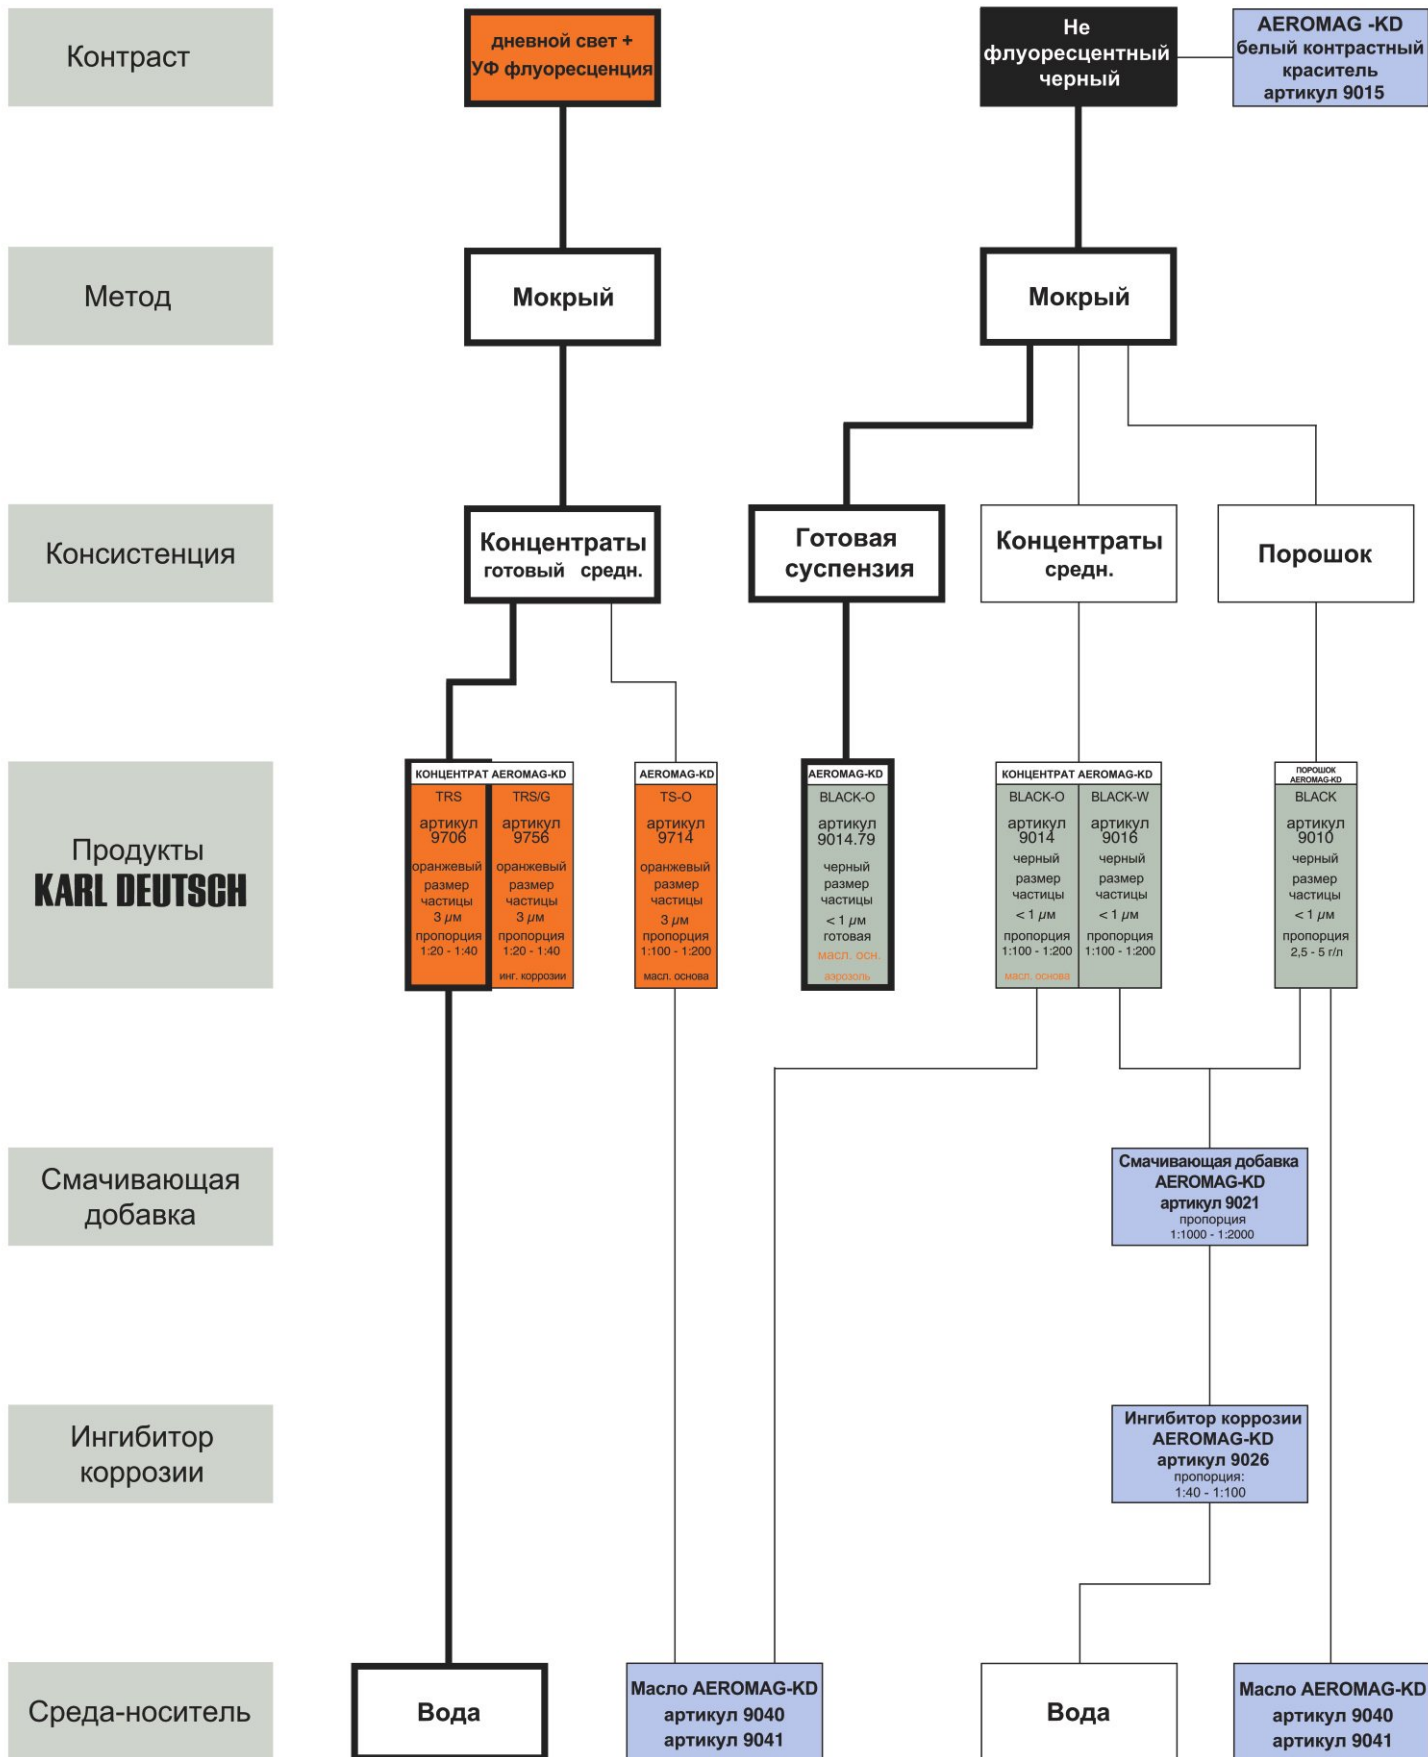 Контраст
дневной свет +
УФ флуоресценция
Не
флуоресцентный
черный
AEROMAG -KD
белый контрастный
краситель
артикул 9015
Метод
Мокрый
Мокрый
Консистенция
Концентраты
готовый средн.
Готовая
суспензия
Концентраты
средн.
Порошок
Продукты
KARL DEUTSCH
КОНЦЕНТРАТ AEROMAG-KD
TRS
артикул
9706
оранжевый
размер
частицы
3 µм
пропорция
1:20 - 1:40
TRS/G
артикул
9756
оранжевый
размер
частицы
3 µм
пропорция
1:20 - 1:40
инг. коррозии
AEROMAG-KD
TS-O
артикул
9714
оранжевый
размер
частицы
3 µм
пропорция
1:100 - 1:200
масл. основа
AEROMAG-KD
BLACK-O
артикул
9014.79
черный
размер
частицы
< 1 µм
готовая
масл. осн.
аэрозоль
КОНЦЕНТРАТ AEROMAG-KD
BLACK-O
артикул
9014
черный
размер
частицы
< 1 µм
пропорция
1:100 - 1:200
масл. основа
BLACK-W
артикул
9016
черный
размер
частицы
< 1 µм
пропорция
1:100 - 1:200
ПОРОШОК
AEROMAG-KD
BLACK
артикул
9010
черный
размер
частицы
< 1 µм
пропорция
2,5 - 5 г/л
Смачивающая
добавка
Смачивающая добавка
AEROMAG-KD
артикул 9021
пропорция
1:1000 - 1:2000
Ингибитор
коррозии
Ингибитор коррозии
AEROMAG-KD
артикул 9026
пропорция:
1:40 - 1:100
Среда-носитель
Вода
Масло AEROMAG-KD
артикул 9040
артикул 9041
Вода
Масло AEROMAG-KD
артикул 9040
артикул 9041